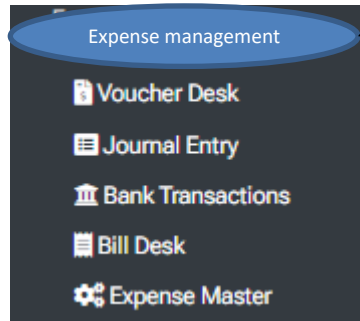 Expense management
Voucher Desk
Journal Entry
Bank Transactions
Bill Desk
Expense Master